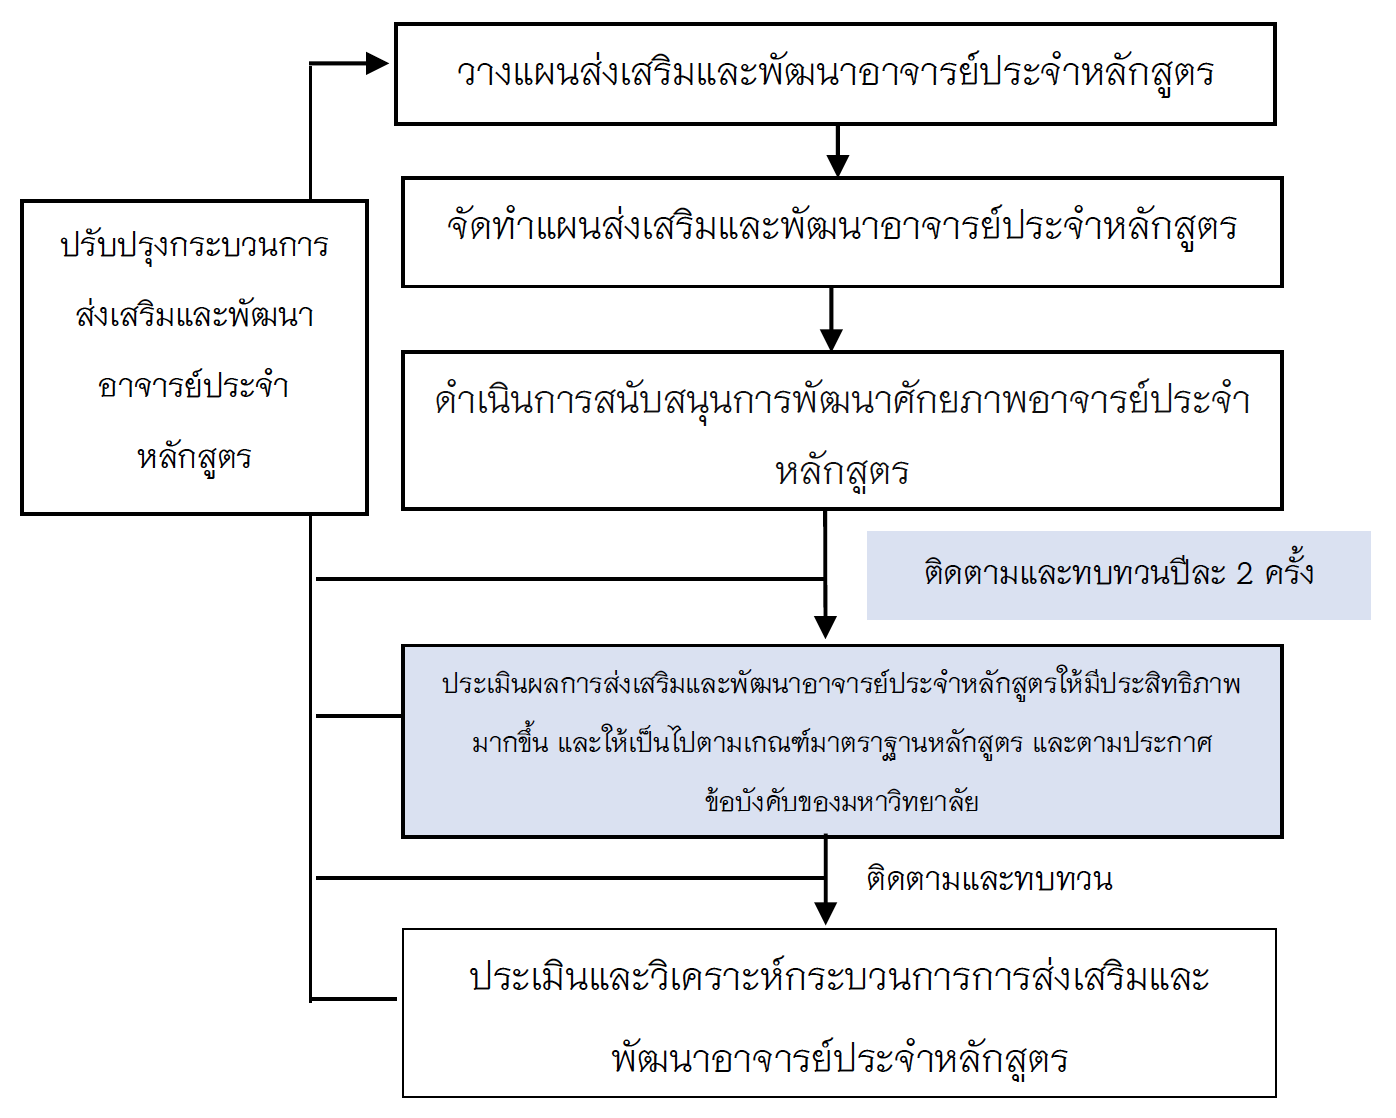 วางแผนส่งเสริมและพัฒนาอาจารย์ประจำหลักสูตร
จัดทำแผนส่งเสริมและพัฒนาอาจารย์ประจำหลักสูตร
ปรับปรุงกระบวนการ
ส่งเสริมและพัฒนา
อาจารย์ประจำ
หลักสูตร
ดำเนินการสนับสนุนการพัฒนาศักยภาพอาจารย์ประจำ
หลักสูตร
ติดตามและทบทวนปีละ 2 ครั้ง
ประเมินผลการส่งเสริมและพัฒนาอาจารย์ประจำหลักสูตรให้มีประสิทธิภาพ
มากขึ้น และให้เป็นไปตามเกณฑ์มาตราฐานหลักสูตร และตามประกาศ
ข้อบังคับของมหาวิทยาลัย
ติดตามและทบทวน
ประเมินและวิเคราะห์กระบวนการการส่งเสริมและ
พัฒนาอาจารย์ประจำหลักสูตร